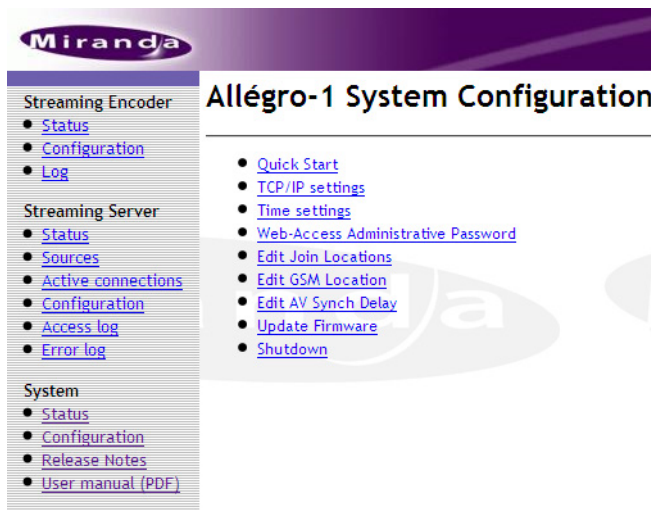 Miranda
Streaming Encoder
Status
Configuration
Log
Streaming Server
Status
Sources
Active connections
Configuration
Access log
Error log
System
Status
Configuration
Release Notes
User manual (PDF)
Allégro-1 System Configuration
Quick Start
TCP/IP settings
Time settings
Web-Access Administrative Password
Edit Join Locations
Edit GSM Location
Edit AV Synch Delay
Update Firmware
Shutdown